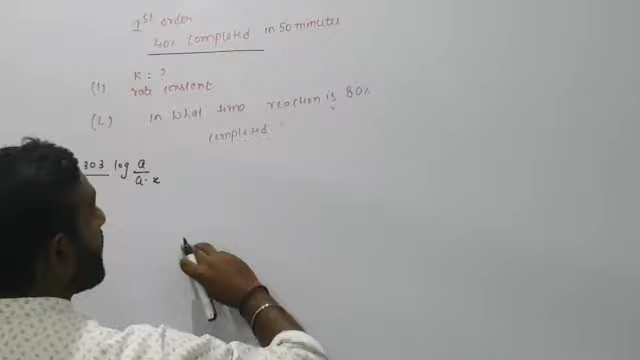 1st order
40% completed in 50 minutes
K = ?
(1) rate constant
(2) in what time reaction is 80%
completed
303 log a
a-x